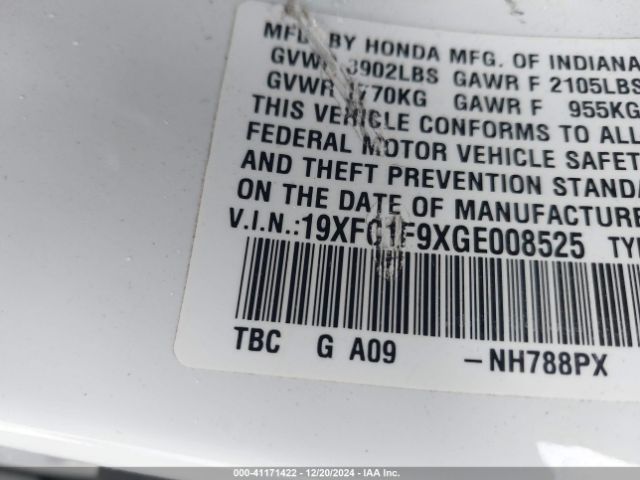 MFD. BY HONDA MFG. OF INDIANA
GVWR 3902LBS GAWR F 2105LBS
GVWR 1770KG GAWR F 955KG
THIS VEHICLE CONFORMS TO ALL
FEDERAL MOTOR VEHICLE SAFET
AND THEFT PREVENTION STANDA
ON THE DATE OF MANUFACTURE
V.I.N.:19XFC1F9XGE008525 TYP
TBC G A09 -NH788PX
000-41171422 - 12/20/2024 - IAA Inc.